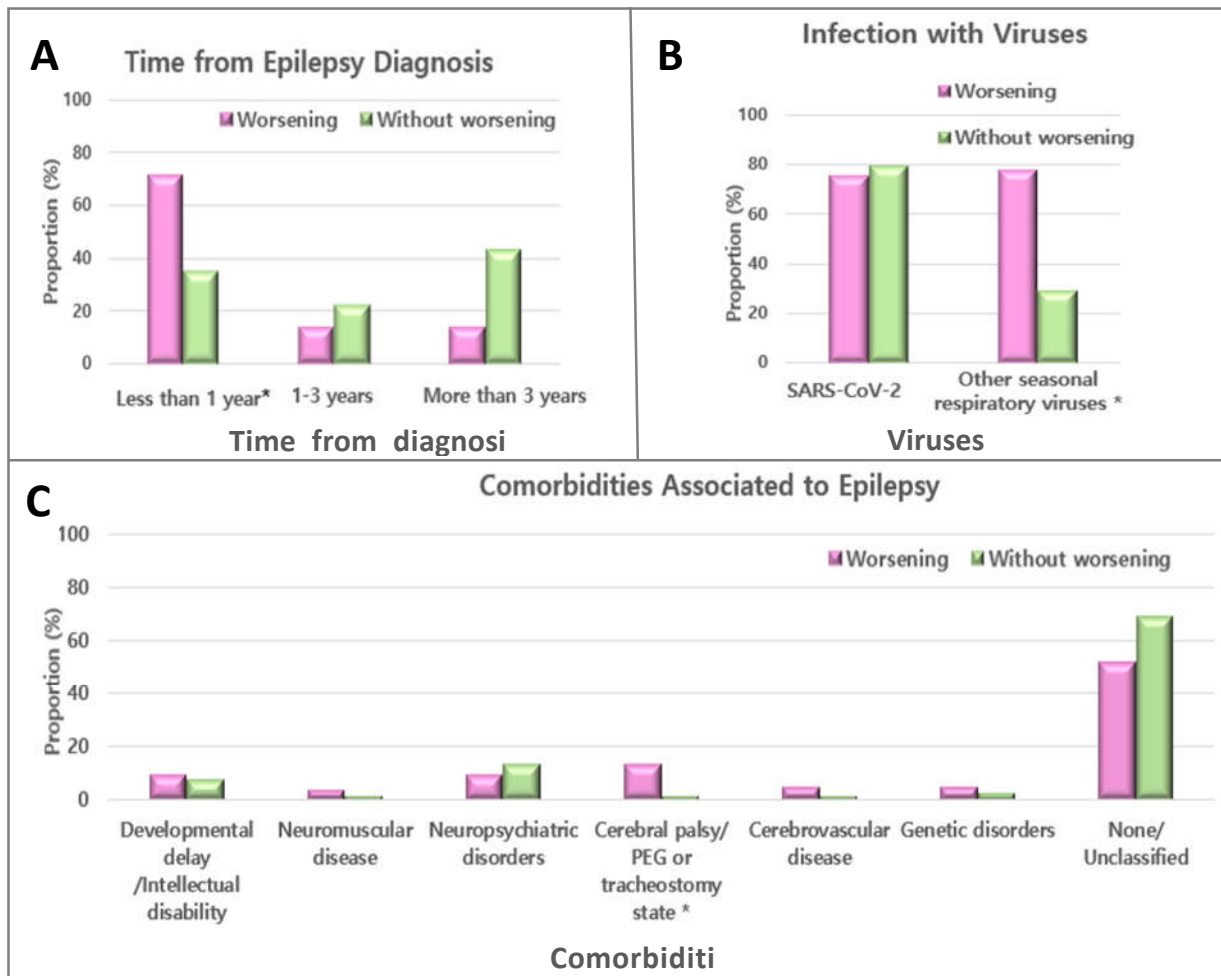 A
Time from Epilepsy Diagnosis
100
Worsening
Without worsening
80
60
40
20
0
Proportion (%)
Less than 1 year*
1-3 years
More than 3 years
Time from diagnosi
B
Infection with Viruses
Worsening
100
Without worsening
80
60
40
20
0
Proportion (%)
SARS-CoV-2
Other seasonal
respiratory viruses *
Viruses
C
Comorbidities Associated to Epilepsy
100
Worsening
Without worsening
80
60
40
20
0
Proportion (%)
Developmental
delay
/Intellectual
disability
Neuromuscular
disease
Neuropsychiatric
disorders
Cerebral palsy/
PEG or
tracheostomy
state *
Cerebrovascular
disease
Genetic disorders
None/
Unclassified
Comorbiditi